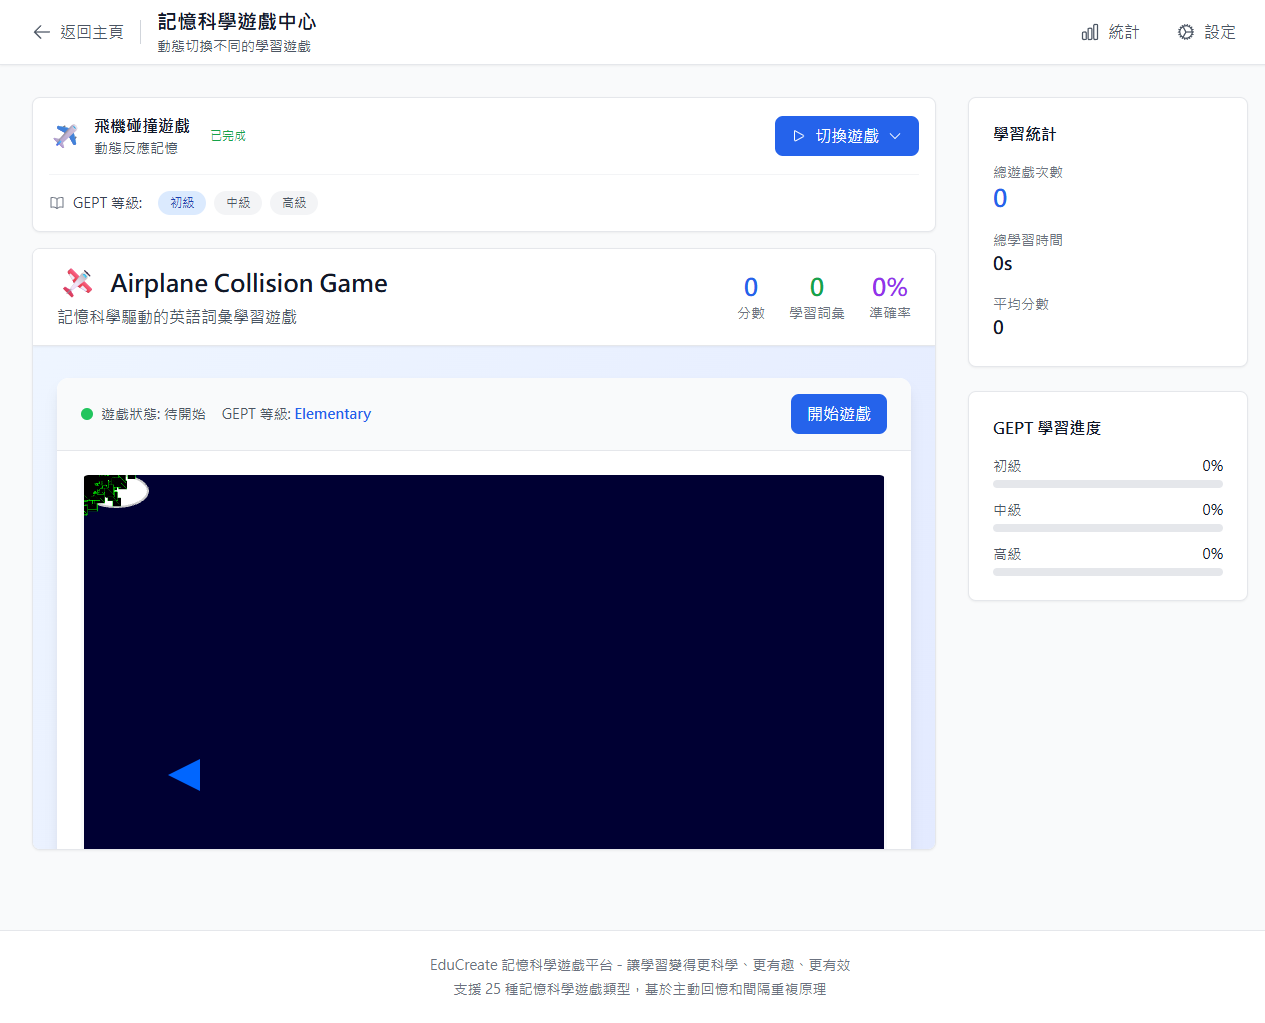 返回主頁
記憶科學遊戲中心
動態切換不同的學習遊戲
統計
設定
飛機碰撞遊戲
動態反應記憶
已完成
切換遊戲
GEPT 等級:
初級
中級
高級
Airplane Collision Game
記憶科學驅動的英語詞彙學習遊戲
0
分數
0
學習詞彙
0%
準確率
遊戲狀態: 待開始
GEPT 等級: Elementary
開始遊戲
學習統計
總遊戲次數
0
總學習時間
0s
平均分數
0
GEPT 學習進度
初級 0%
中級 0%
高級 0%
EduCreate 記憶科學遊戲平台 - 讓學習變得更科學、更有趣、更有效
支援 25 種記憶科學遊戲類型，基於主動回憶和間隔重複原理